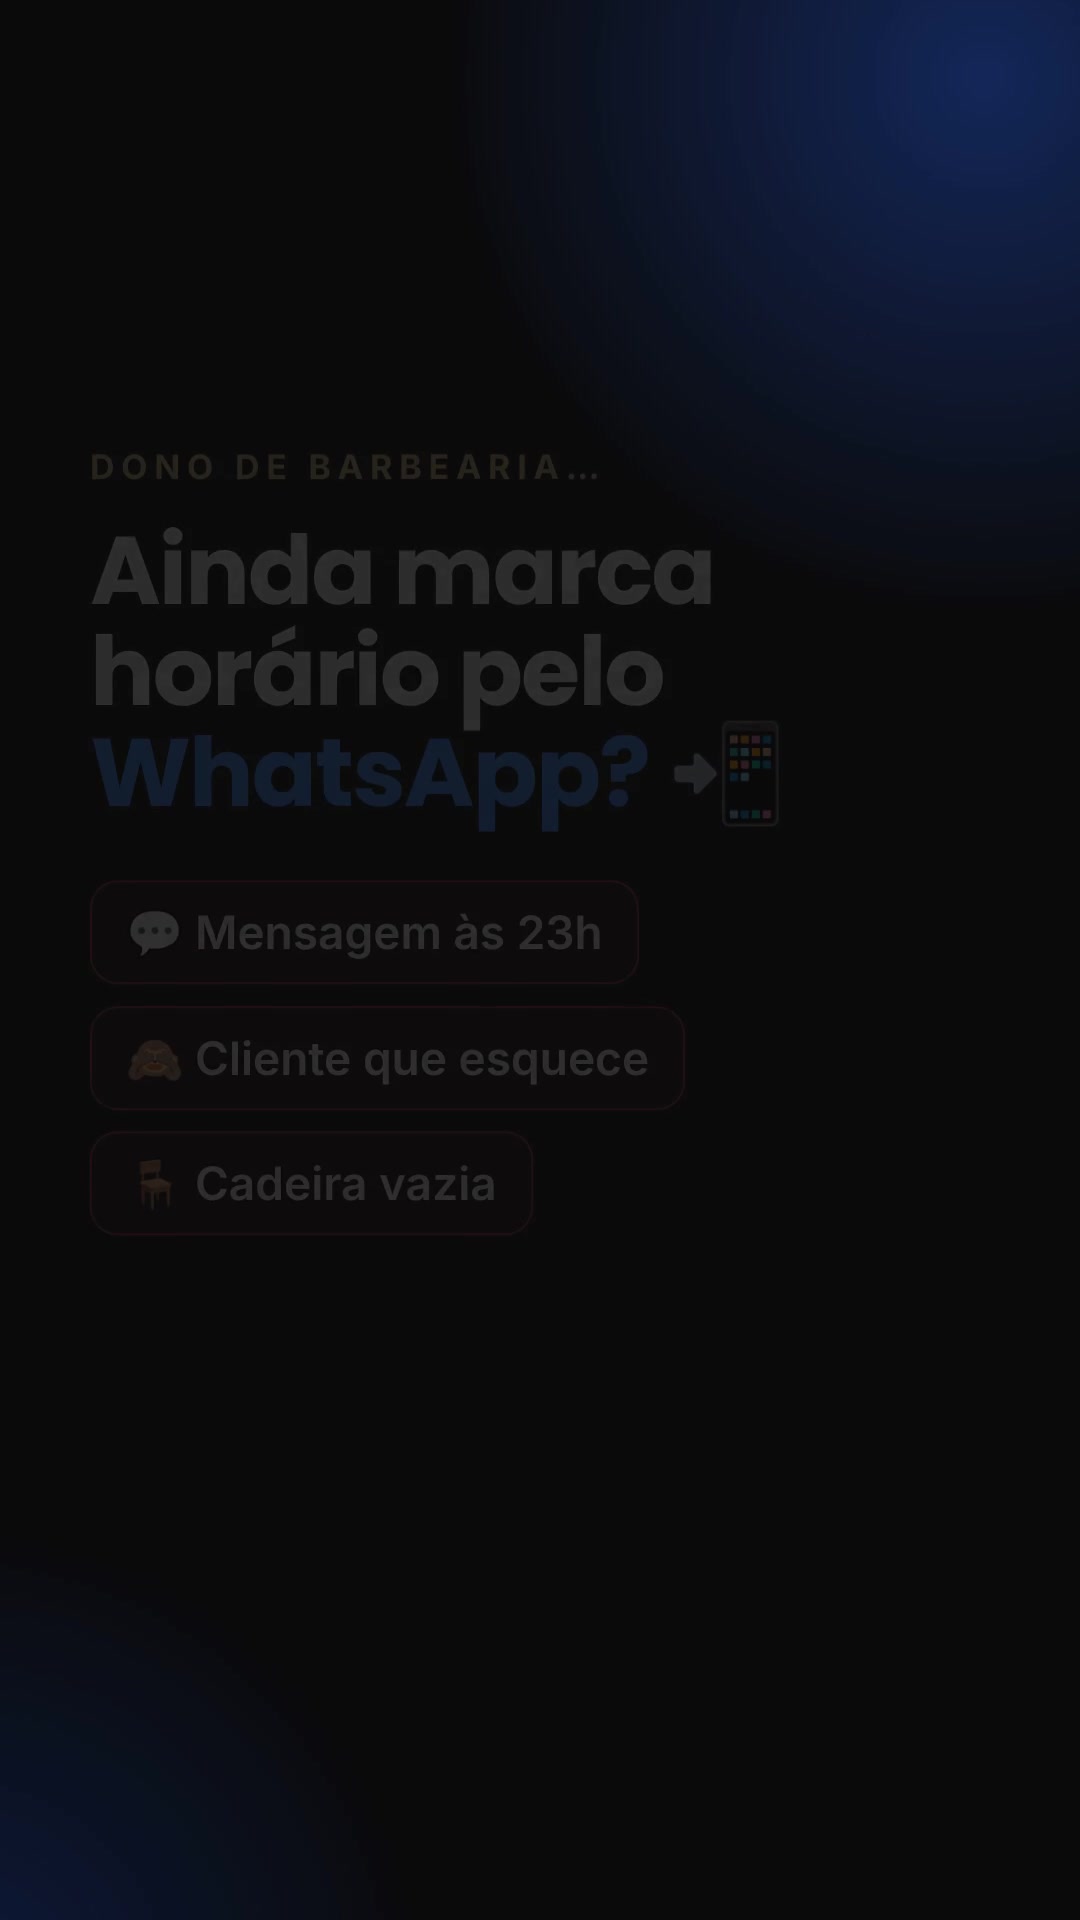 DONO DE BARBEARIA...
Ainda marca
horário pelo
WhatsApp? 📲
💬 Mensagem às 23h
🙈 Cliente que esquece
🪑 Cadeira vazia